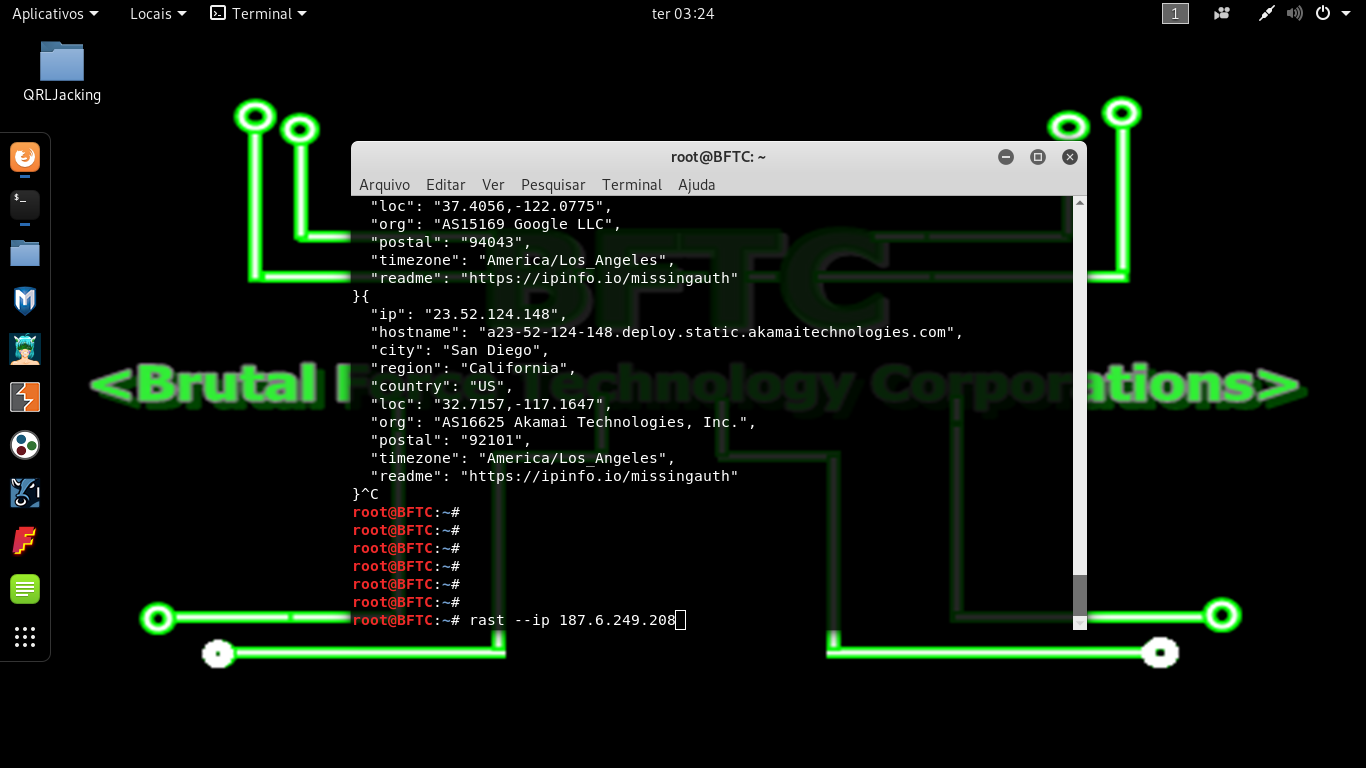 Aplicativos Locais Terminal ter 03:24 1
QRLJacking
root@BFTC: ~
Arquivo Editar Ver Pesquisar Terminal Ajuda
"loc": "37.4056,-122.0775",
"org": "AS15169 Google LLC",
"postal": "94043",
"timezone": "America/Los_Angeles",
"readme": "https://ipinfo.io/missingauth"
}{
"ip": "23.52.124.148",
"hostname": "a23-52-124-148.deploy.static.akamaitechnologies.com",
"city": "San Diego",
"region": "California",
"country": "US",
"loc": "32.7157,-117.1647",
"org": "AS16625 Akamai Technologies, Inc.",
"postal": "92101",
"timezone": "America/Los_Angeles",
"readme": "https://ipinfo.io/missingauth"
}^C
root@BFTC:~#
root@BFTC:~#
root@BFTC:~#
root@BFTC:~#
root@BFTC:~#
root@BFTC:~#
root@BFTC:~# rast --ip 187.6.249.208
BFTC
<Brutal Technology Corporations>